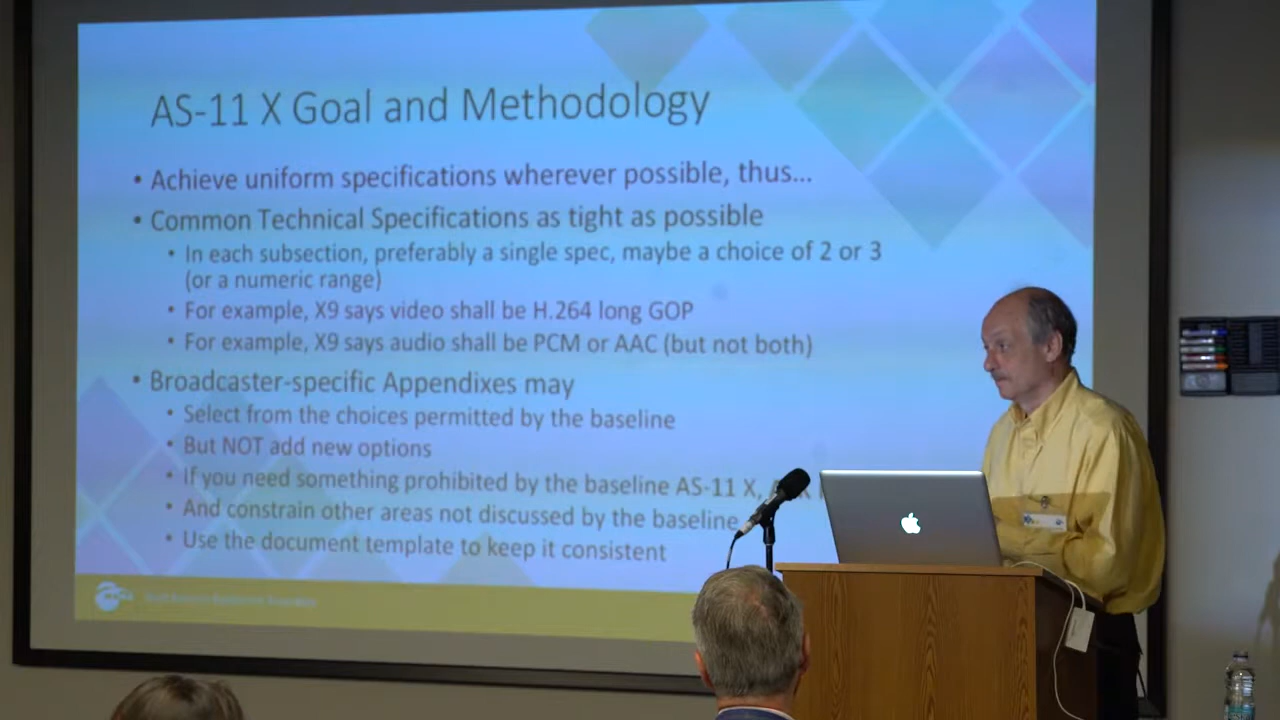 AS-11 X Goal and Methodology
• Achieve uniform specifications wherever possible, thus...
• Common Technical Specifications as tight as possible
• In each subsection, preferably a single spec, maybe a choice of 2 or 3
(or a numeric range)
• For example, X9 says video shall be H.264 long GOP
• For example, X9 says audio shall be PCM or AAC (but not both)
• Broadcaster-specific Appendixes may
• Select from the choices permitted by the baseline
• But NOT add new options
• If you need something prohibited by the baseline AS-11 X,
• And constrain other areas not discussed by the baseline
• Use the document template to keep it consistent